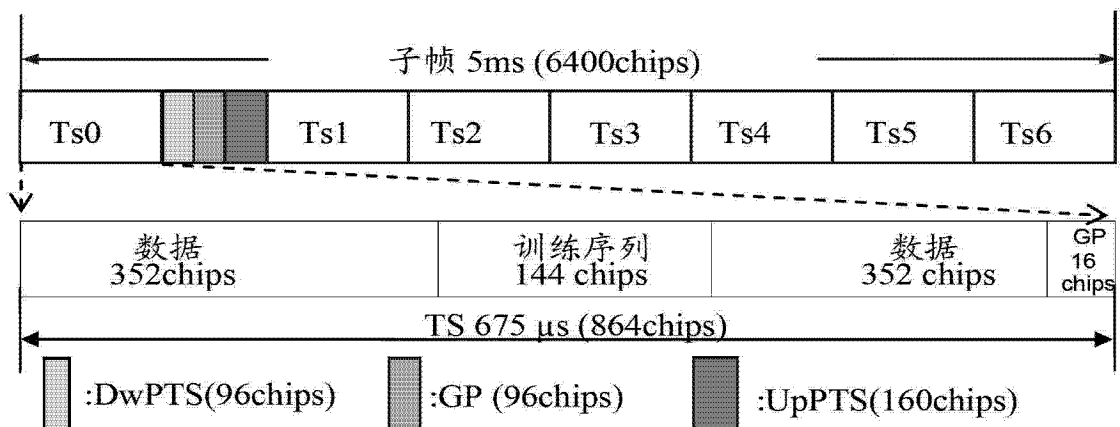 子帧 5ms (6400chips)
Ts0 Ts1 Ts2 Ts3 Ts4 Ts5 Ts6
数据 训练序列 数据 GP
352chips 144 chips 352 chips 16
chips
TS 675 μs (864chips)
:DwPTS(96chips) :GP (96chips) :UpPTS(160chips)